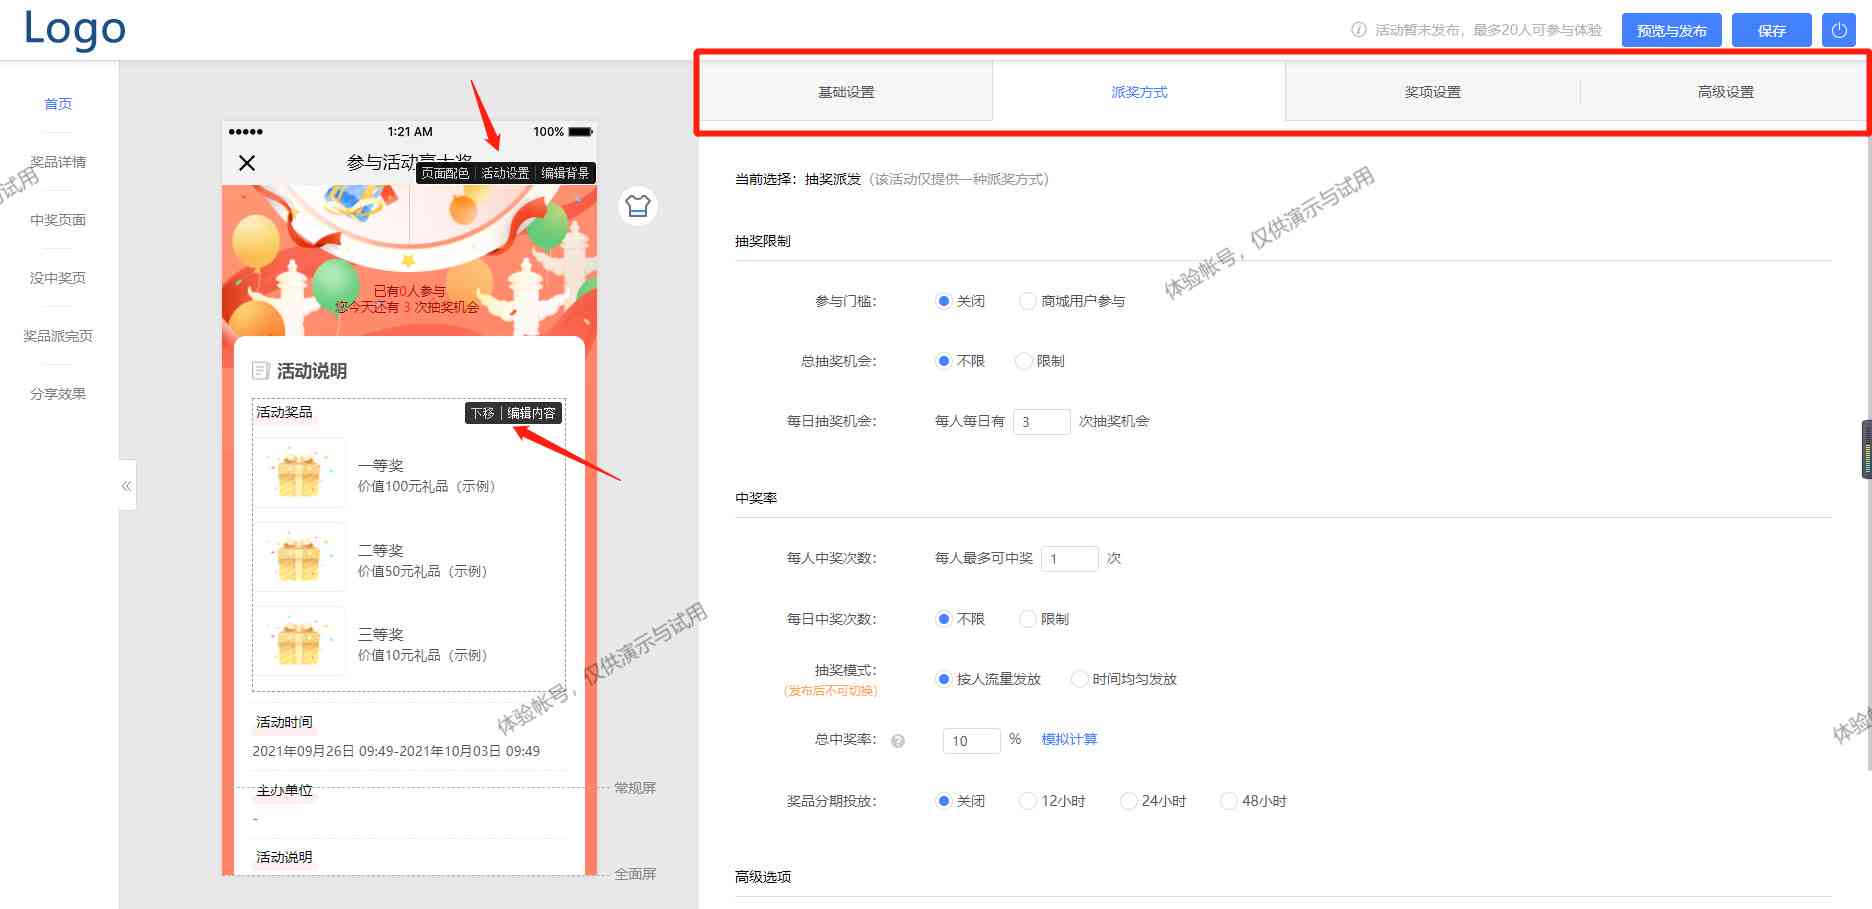 Logo
活动暂未发布，最多20人可参与体验
预览与发布
保存
首页
奖品详情
中奖页面
没中奖页
奖品派完页
分享效果
1:21 AM
100%
参与活动赢大奖
页面配色
活动设置
编辑背景
已有0人参与
您今天还有 3 次抽奖机会
活动说明
活动奖品
下移
编辑内容
一等奖
价值100元礼品（示例）
二等奖
价值50元礼品（示例）
三等奖
价值10元礼品（示例）
活动时间
2021年09月26日 09:49-2021年10月03日 09:49
主办单位
-
活动说明
常规屏
全面屏
基础设置
派奖方式
奖项设置
高级设置
当前选择：抽奖派发（该活动仅提供一种派奖方式）
抽奖限制
参与门槛：
关闭
商城用户参与
总抽奖机会：
不限
限制
每日抽奖机会：
每人每日有 3 次抽奖机会
中奖率
每人中奖次数：
每人最多可中奖 1 次
每日中奖次数：
不限
限制
抽奖模式：
(发布后不可切换)
按人流量发放
时间均匀发放
总中奖率：
10 %
模拟计算
奖品分期投放：
关闭
12小时
24小时
48小时
高级选项
与试用
体验帐号，仅供演示与试用
体验帐号，仅供演示与试用
体验